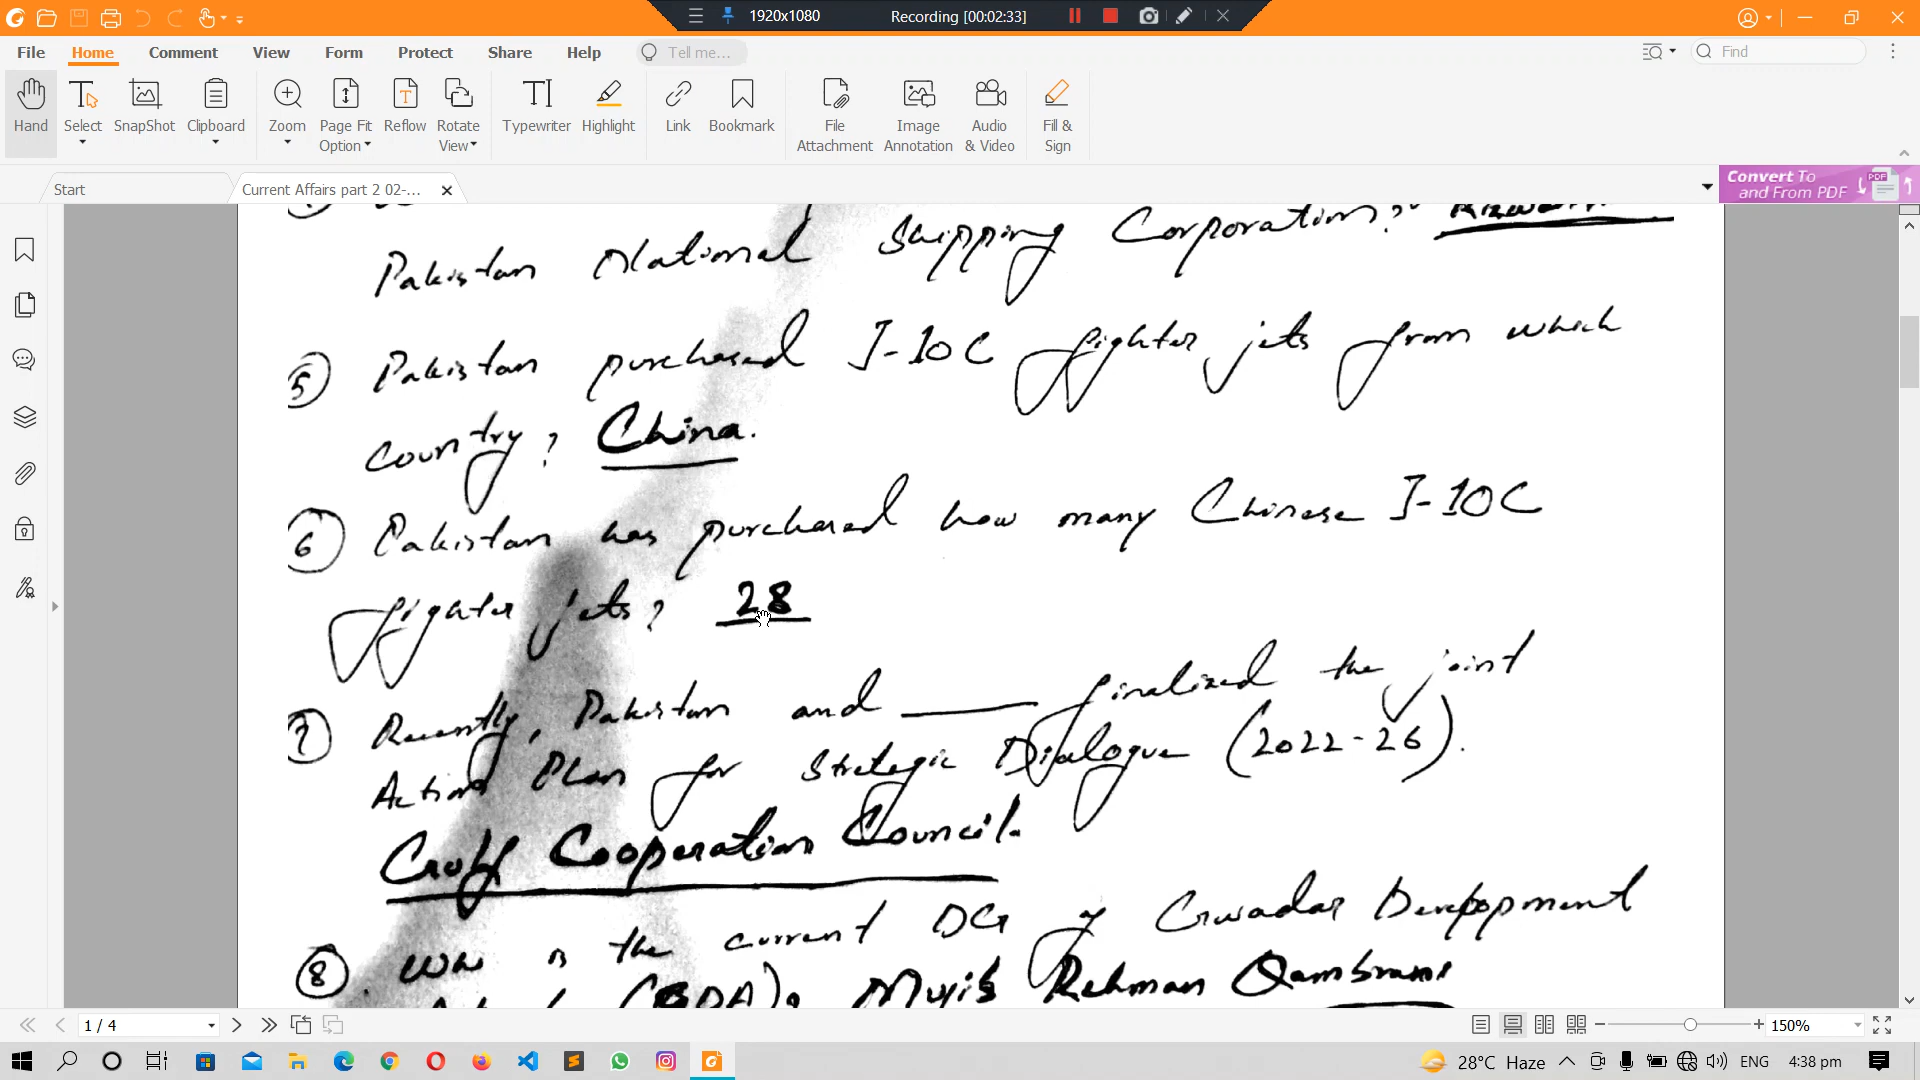 1920x1080 Recording [00:02:33]
File Home Comment View Form Protect Share Help Tell me... Find
Hand Select SnapShot Clipboard Zoom Page Fit Option Reflow Rotate View Typewriter Highlight Link Bookmark File Attachment Image Annotation Audio & Video Fill & Sign
Start Current Affairs part 2 02-... Convert To and From PDF PDF
Pakistan National Shipping Corporation?
5 Pakistan purchased J-10C fighter jets from which
country? China.
6 Pakistan has purchased how many Chinese J-10C
fighter jets? 28
7 Recently, Pakistan and ____ finalized the joint
Action Plan for Strategic Dialogue (2022-26).
Gulf Cooperation Council.
8 Who is the current DG of Gwadar Development
(GDA)? Mujib Rehman Qambrani
1 / 4 150%
28°C Haze ENG 4:38 pm